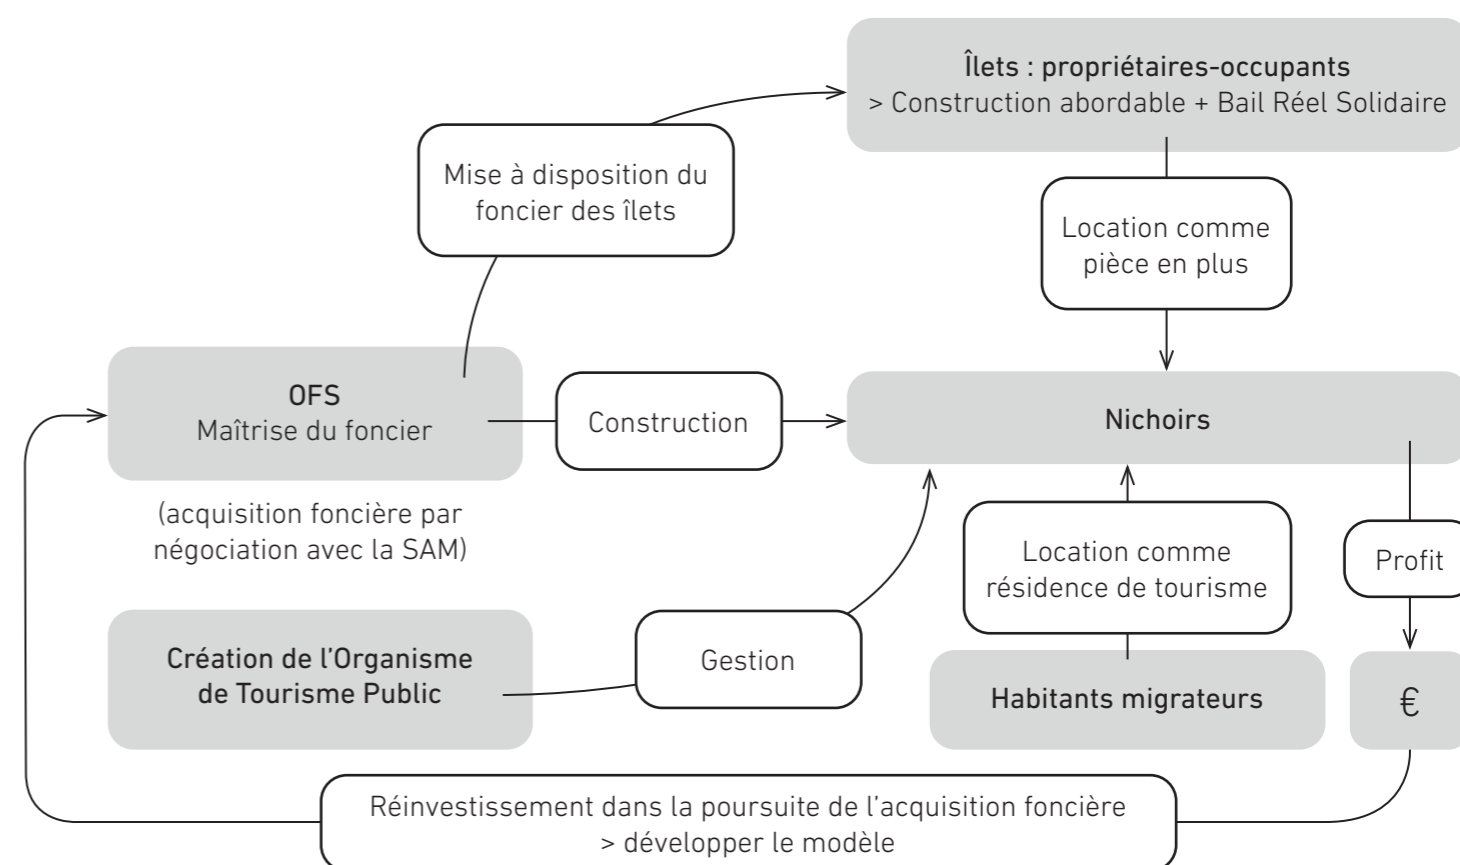 Îlets : propriétaires-occupants
> Construction abordable + Bail Réel Solidaire
Mise à disposition du
foncier des îlets
Location comme
pièce en plus
OFS
Maîtrise du foncier
Construction
Nichoirs
(acquisition foncière par
négociation avec la SAM)
Location comme
résidence de tourisme
Profit
Création de l’Organisme
de Tourisme Public
Gestion
Habitants migrateurs
€
Réinvestissement dans la poursuite de l’acquisition foncière
> développer le modèle